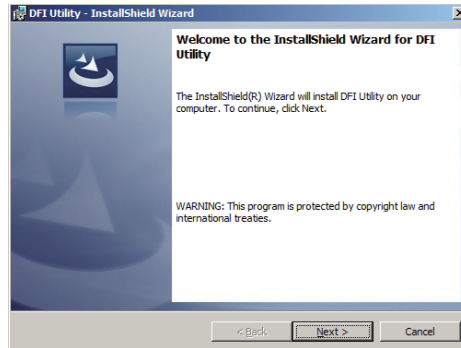 DFI Utility - InstallShield Wizard
Welcome to the InstallShield Wizard for DFI
Utility
The InstallShield(R) Wizard will install DFI Utility on your
computer. To continue, click Next.
WARNING: This program is protected by copyright law and
international treaties.
< Back
Next >
Cancel